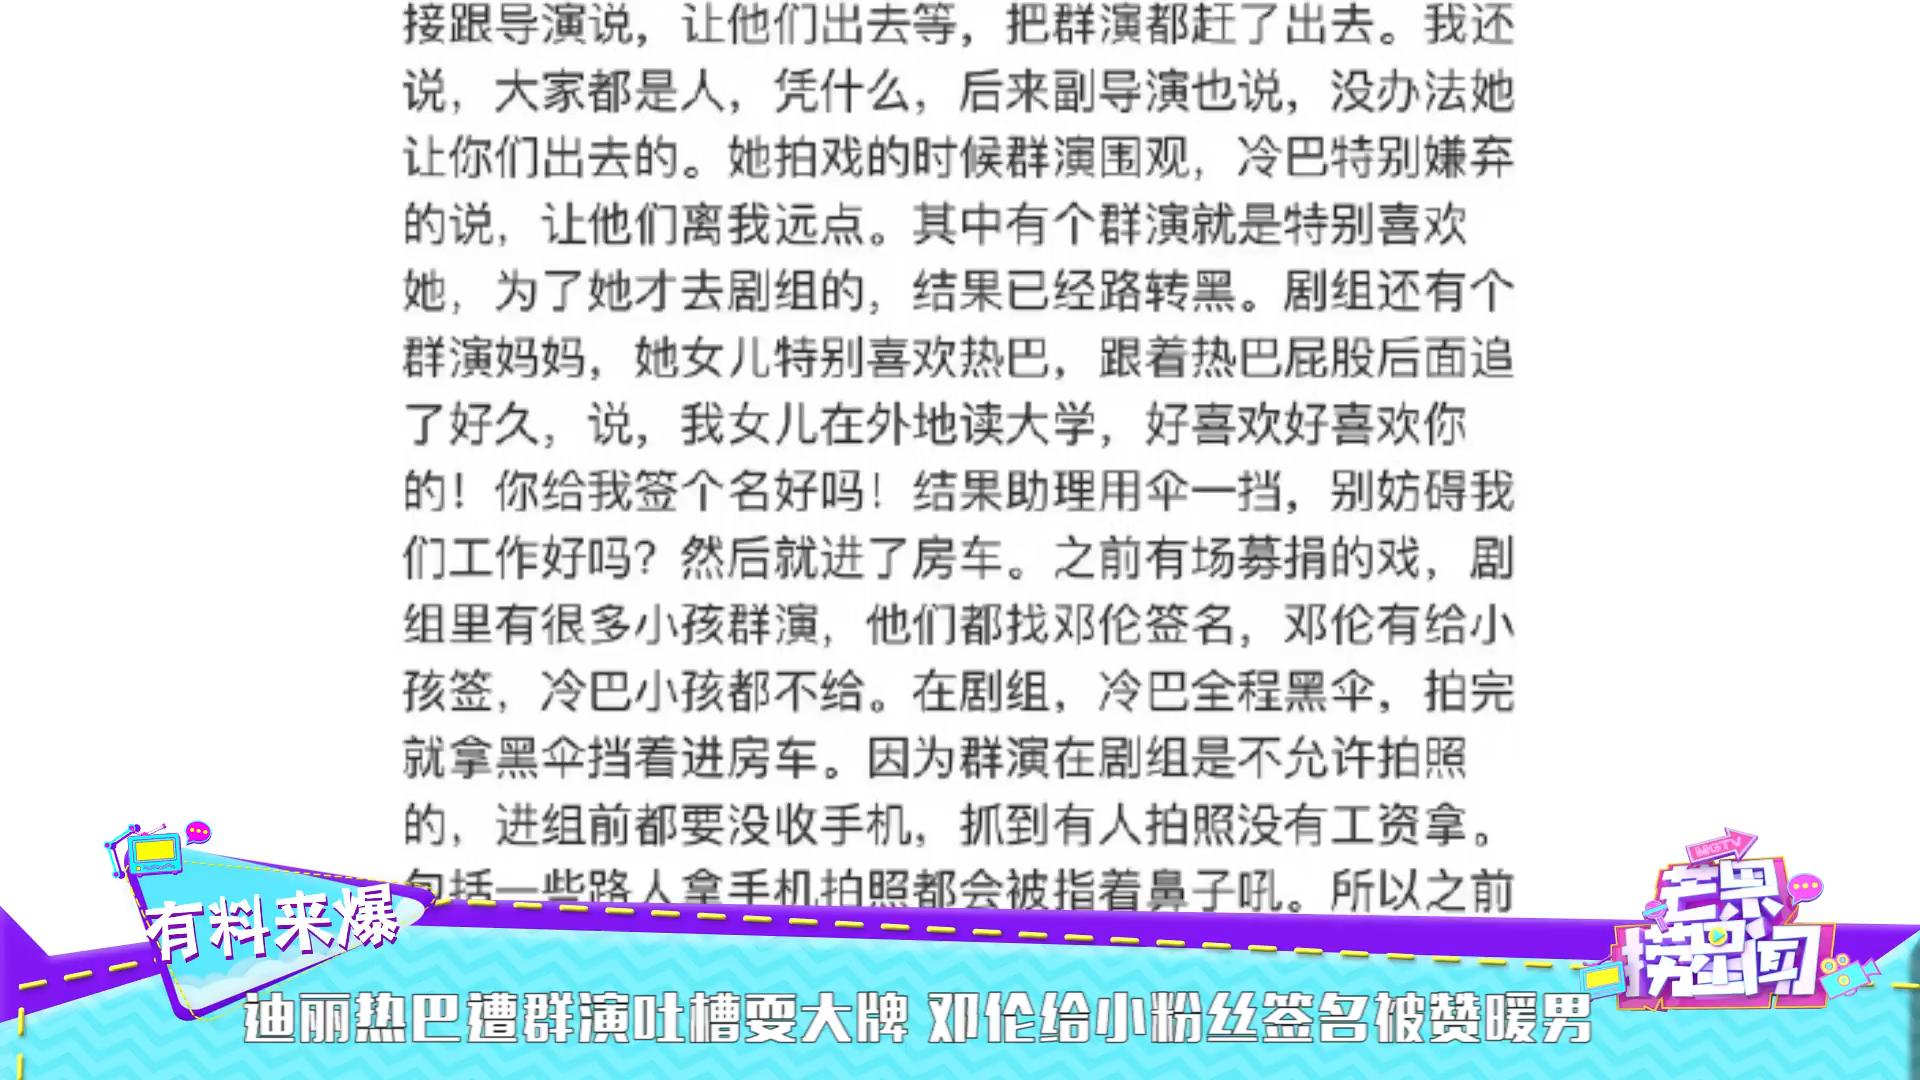 接跟导演说，让他们出去等，把群演都赶了出去。我还
说，大家都是人，凭什么，后来副导演也说，没办法她
让你们出去的。她拍戏的时候群演围观，冷巴特别嫌弃
的说，让他们离我远点。其中有个群演就是特别喜欢
她，为了她才去剧组的，结果已经路转黑。剧组还有个
群演妈妈，她女儿特别喜欢热巴，跟着热巴屁股后面追
了好久，说，我女儿在外地读大学，好喜欢好喜欢你
的！你给我签个名好吗！结果助理用伞一挡，别妨碍我
们工作好吗？然后就进了房车。之前有场募捐的戏，剧
组里有很多小孩群演，他们都找邓伦签名，邓伦有给小
孩签，冷巴小孩都不给。在剧组，冷巴全程黑伞，拍完
就拿黑伞挡着进房车。因为群演在剧组是不允许拍照
的，进组前都要没收手机，抓到有人拍照没有工资拿。
包括一些路人拿手机拍照都会被指着鼻子吼。所以之前
有料来爆
MGTV
芒果
捞新闻
迪丽热巴遭群演吐槽耍大牌 邓伦给小粉丝签名被赞暖男